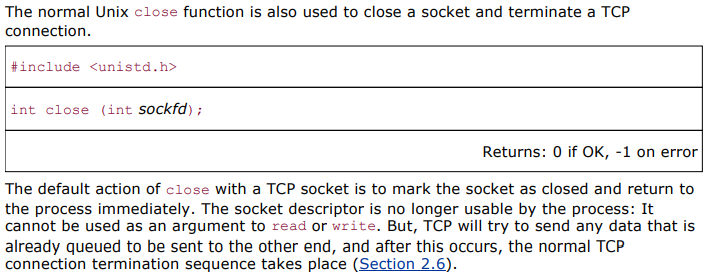 The normal Unix close function is also used to close a socket and terminate a TCP
connection.
#include <unistd.h>
int close (int sockfd);
Returns: 0 if OK, -1 on error
The default action of close with a TCP socket is to mark the socket as closed and return to
the process immediately. The socket descriptor is no longer usable by the process: It
cannot be used as an argument to read or write. But, TCP will try to send any data that is
already queued to be sent to the other end, and after this occurs, the normal TCP
connection termination sequence takes place (Section 2.6).